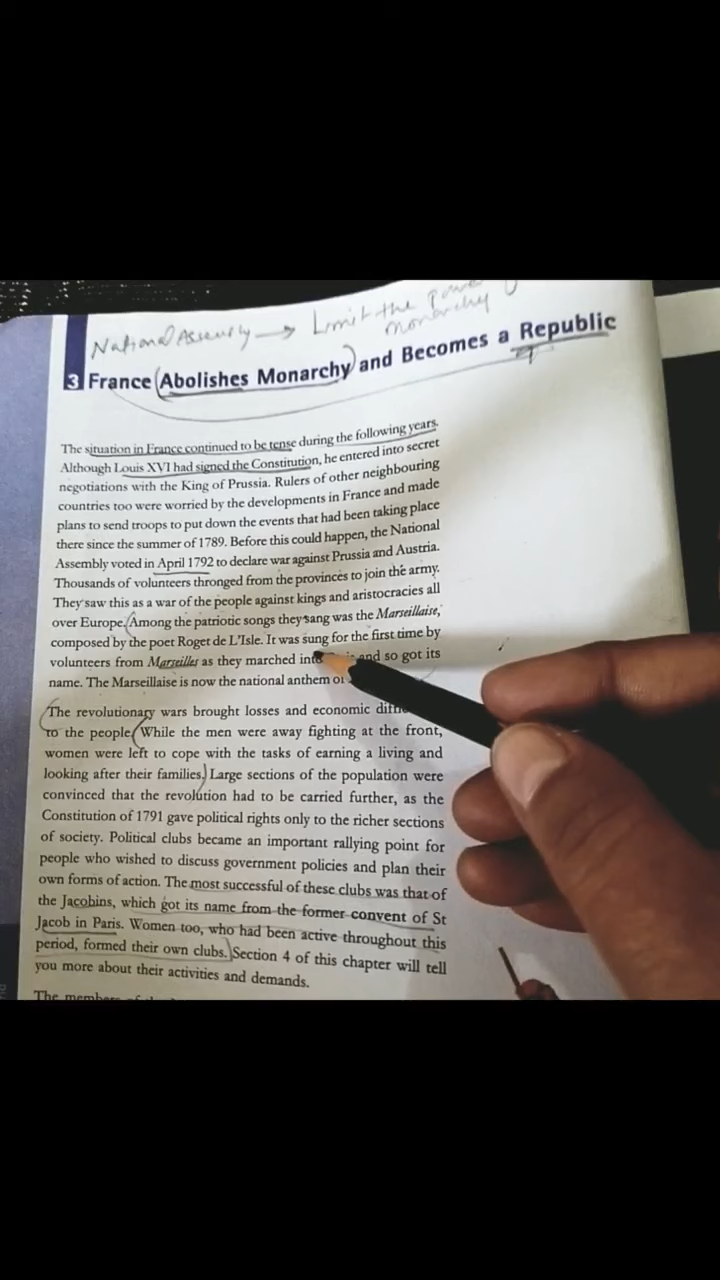 National Assembly → Limit the power
monarchy
3 France Abolishes Monarchy and Becomes a Republic
The situation in France continued to be tense during the following years.
Although Louis XVI had signed the Constitution, he entered into secret
negotiations with the King of Prussia. Rulers of other neighbouring
countries too were worried by the developments in France and made
plans to send troops to put down the events that had been taking place
there since the summer of 1789. Before this could happen, the National
Assembly voted in April 1792 to declare war against Prussia and Austria.
Thousands of volunteers thronged from the provinces to join the army.
They saw this as a war of the people against kings and aristocracies all
over Europe. Among the patriotic songs they sang was the Marseillaise,
composed by the poet Roget de L'Isle. It was sung for the first time by
volunteers from Marseilles as they marched into and so got its
name. The Marseillaise is now the national anthem of
The revolutionary wars brought losses and economic
to the people. While the men were away fighting at the front,
women were left to cope with the tasks of earning a living and
looking after their families. Large sections of the population were
convinced that the revolution had to be carried further, as the
Constitution of 1791 gave political rights only to the richer sections
of society. Political clubs became an important rallying point for
people who wished to discuss government policies and plan their
own forms of action. The most successful of these clubs was that of
the Jacobins, which got its name from the former convent of St
Jacob in Paris. Women too, who had been active throughout this
period, formed their own clubs. Section 4 of this chapter will tell
you more about their activities and demands.
The members of the